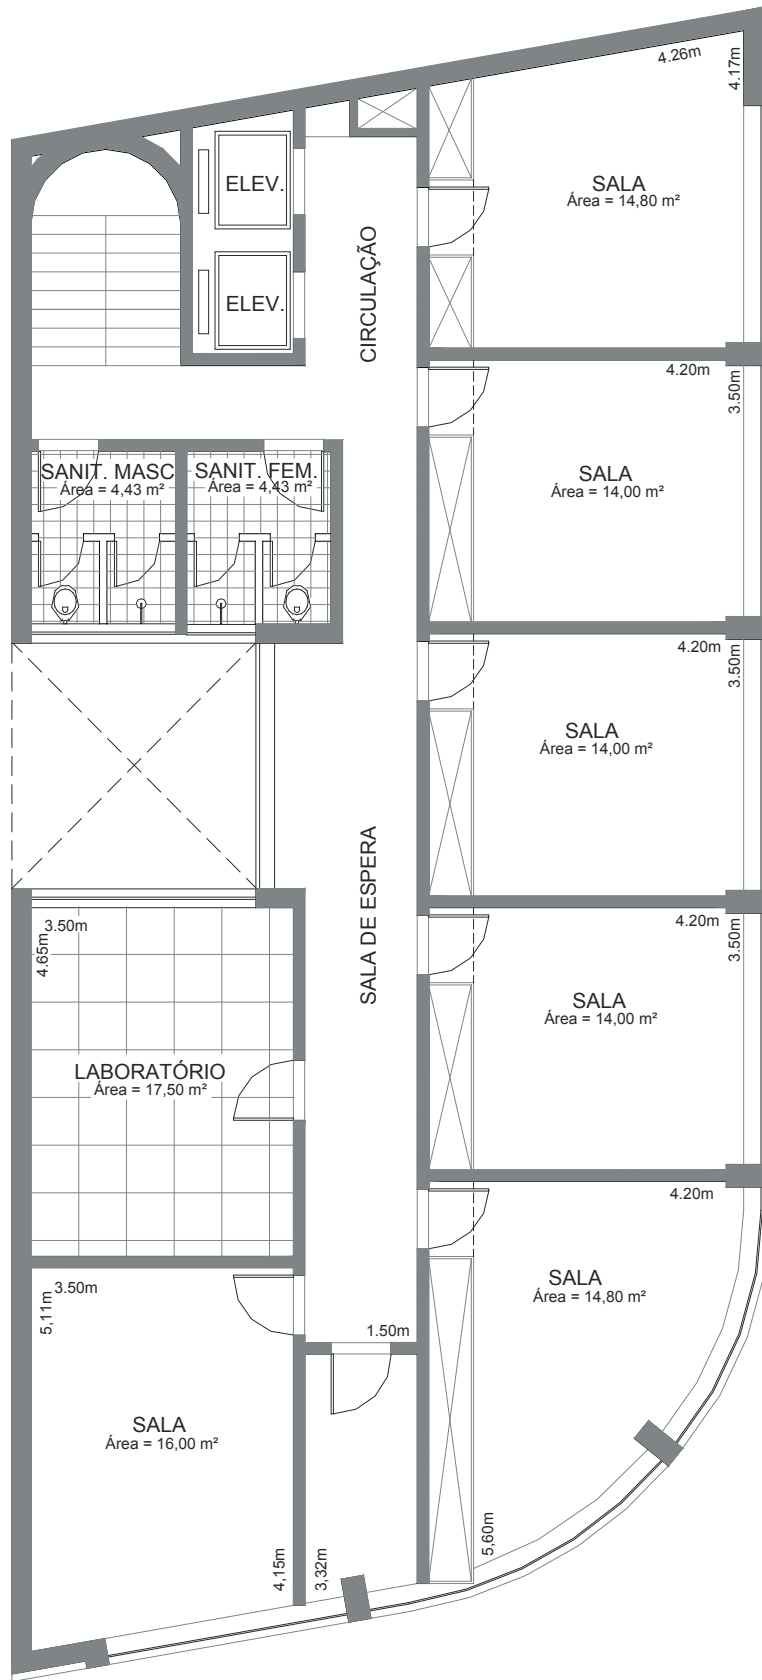 4.26m
4.17m
ELEV.
SALA
Área = 14,80 m²
CIRCULAÇÃO
ELEV.
4.20m
3.50m
SANIT. MASC
Área = 4,43 m²
SANIT. FEM.
Área = 4,43 m²
SALA
Área = 14,00 m²
4.20m
3.50m
SALA
Área = 14,00 m²
SALA DE ESPERA
3.50m
4.65m
4.20m
3.50m
SALA
Área = 14,00 m²
LABORATÓRIO
Área = 17,50 m²
4.20m
3.50m
5,11m
SALA
Área = 14,80 m²
1.50m
SALA
Área = 16,00 m²
5,60m
4,15m
3,32m